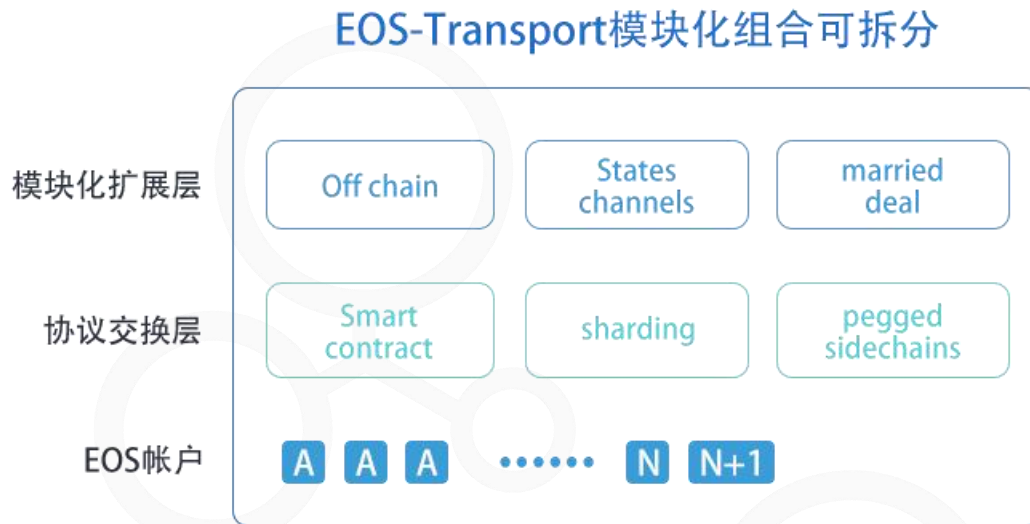 EOS-Transport模块化组合可拆分
模块化扩展层
Off chain
States
channels
married
deal
协议交换层
Smart
contract
sharding
pegged
sidechains
EOS帐户
A A A ...... N N+1